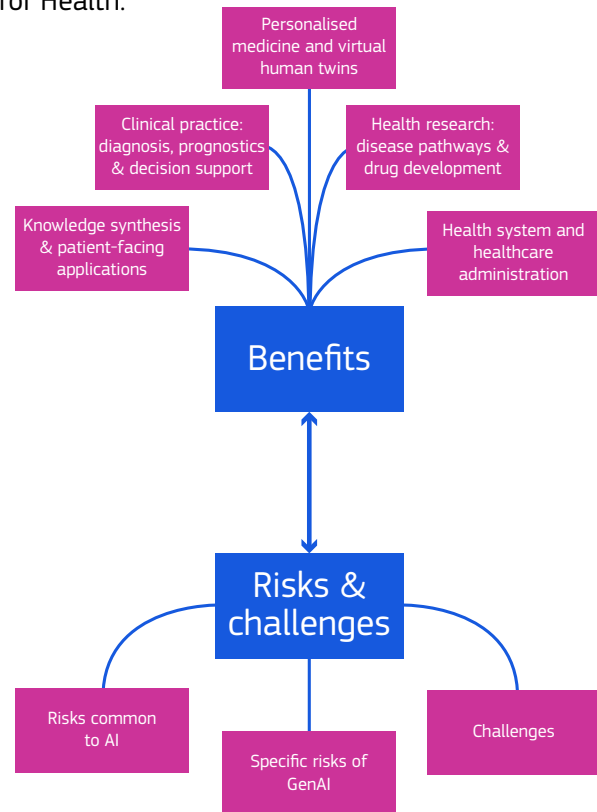 for Health.
Personalised
medicine and virtual
human twins
Clinical practice:
diagnosis, prognostics
& decision support
Health research:
disease pathways &
drug development
Knowledge synthesis
& patient-facing
applications
Health system and
healthcare
administration
Benefits
Risks &
challenges
Risks common
to AI
Specific risks of
GenAI
Challenges